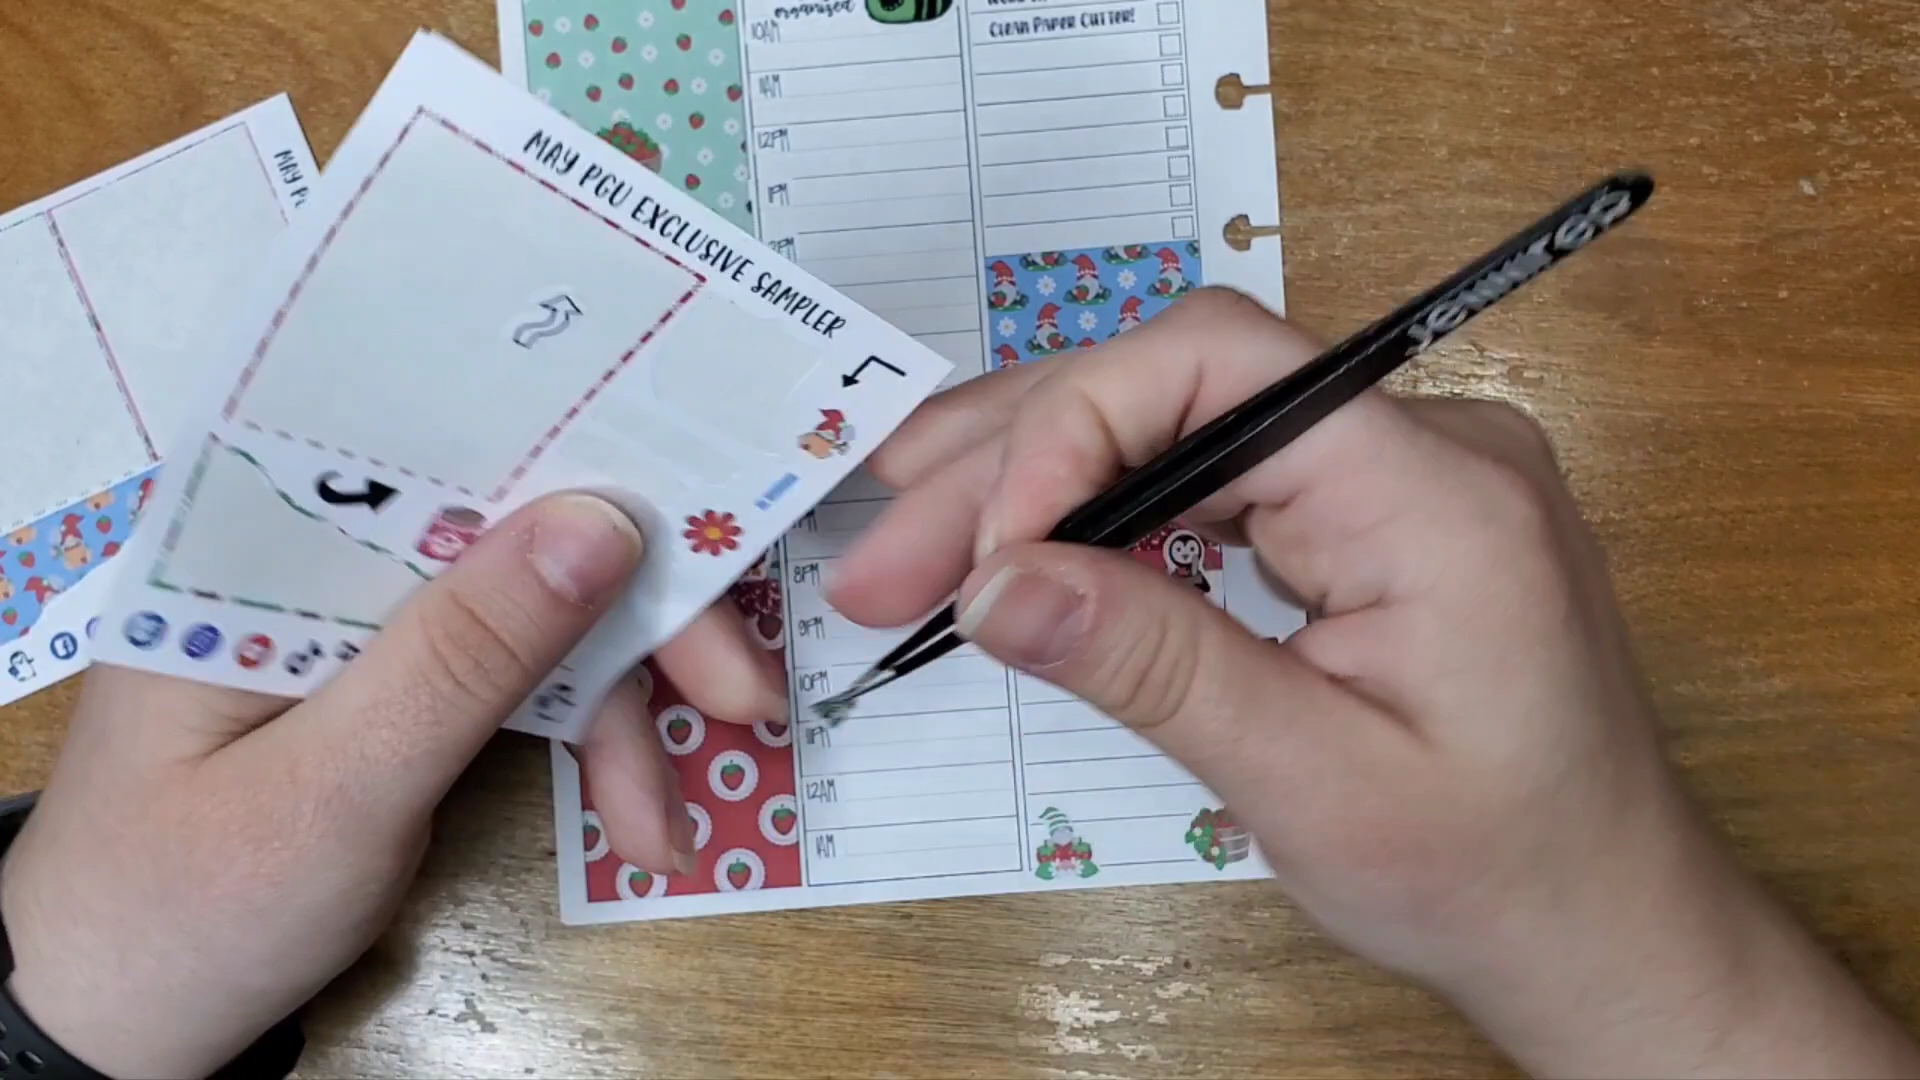 organized
10AM
CLEAN PAPER CUTTER!
11AM
12PM
1PM
2PM
MAY PGU EXCLUSIVE SAMPLER
MAY
8PM
9PM
10PM
11PM
12AM
1AM